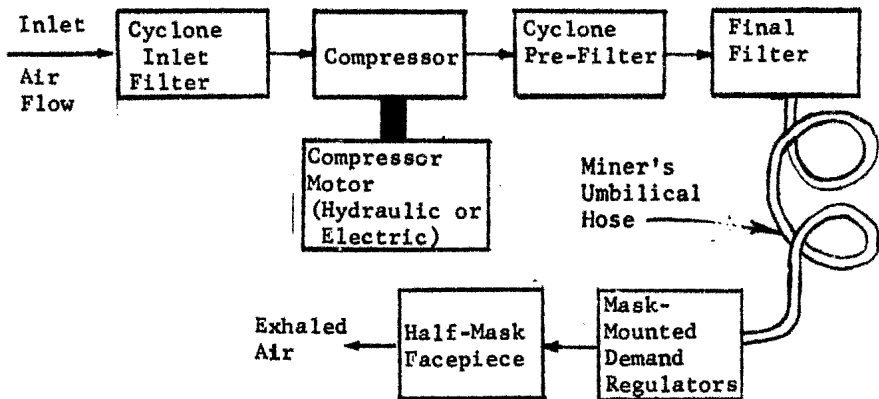 Inlet
Air
Flow
Cyclone
Inlet
Filter
Compressor
Cyclone
Pre-Filter
Final
Filter
Compressor
Motor
(Hydraulic or
Electric)
Miner's
Umbilical
Hose
Mask-
Mounted
Demand
Regulators
Half-Mask
Facepiece
Exhaled
Air